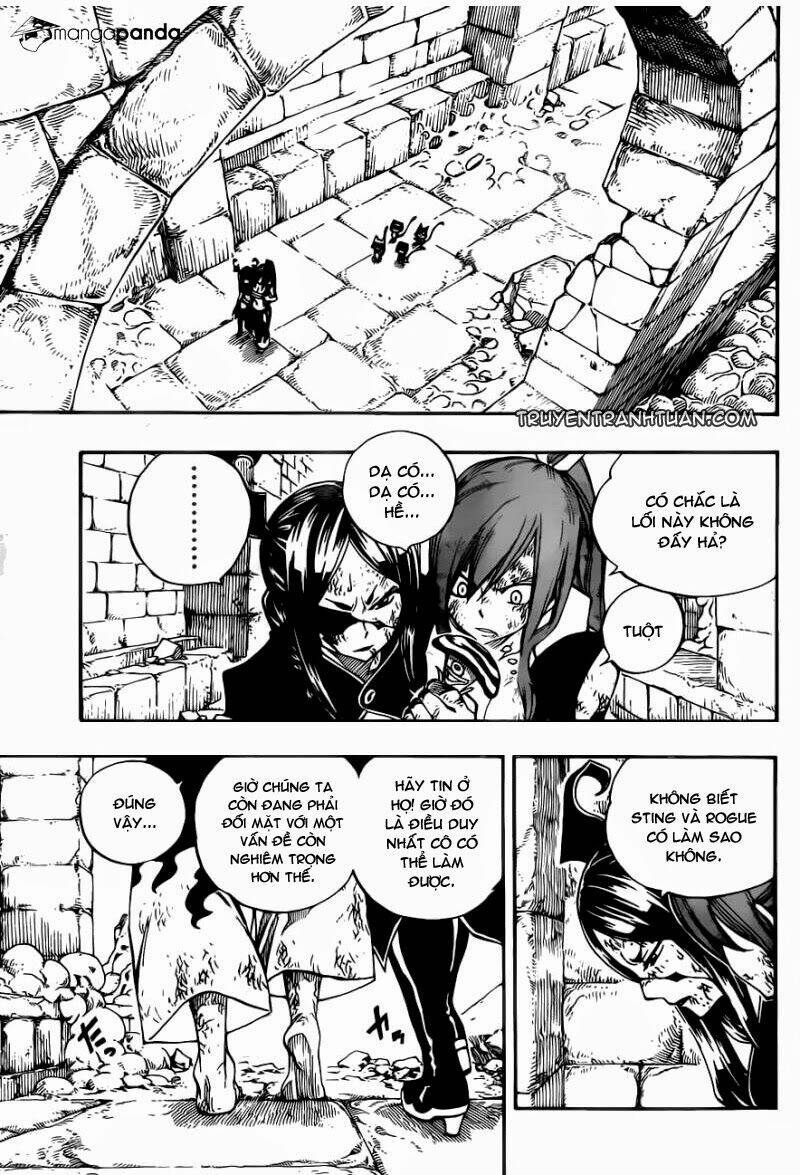 mangapanda
TRUYENTRANHTUAN.COM
CÓ CHẮC LÀ
LỐI NÀY KHÔNG
ĐẤY HẢ?
TUỘT
DẠ CÓ...
DẠ CÓ...
HỀ...
.........
KHÔNG BIẾT
STING VÀ ROGUE
CÓ LÀM SAO
KHÔNG.
HÃY TIN Ở
HỌ! GIỜ ĐÓ
LÀ ĐIỀU DUY
NHẤT CÔ CÓ
THỂ LÀM
ĐƯỢC.
GIỜ CHÚNG TA
CÒN ĐANG PHẢI
ĐỐI MẶT VỚI MỘT
VẤN ĐỀ CÒN
NGHIÊM TRỌNG
HƠN THẾ.
ĐÚNG
VẬY...